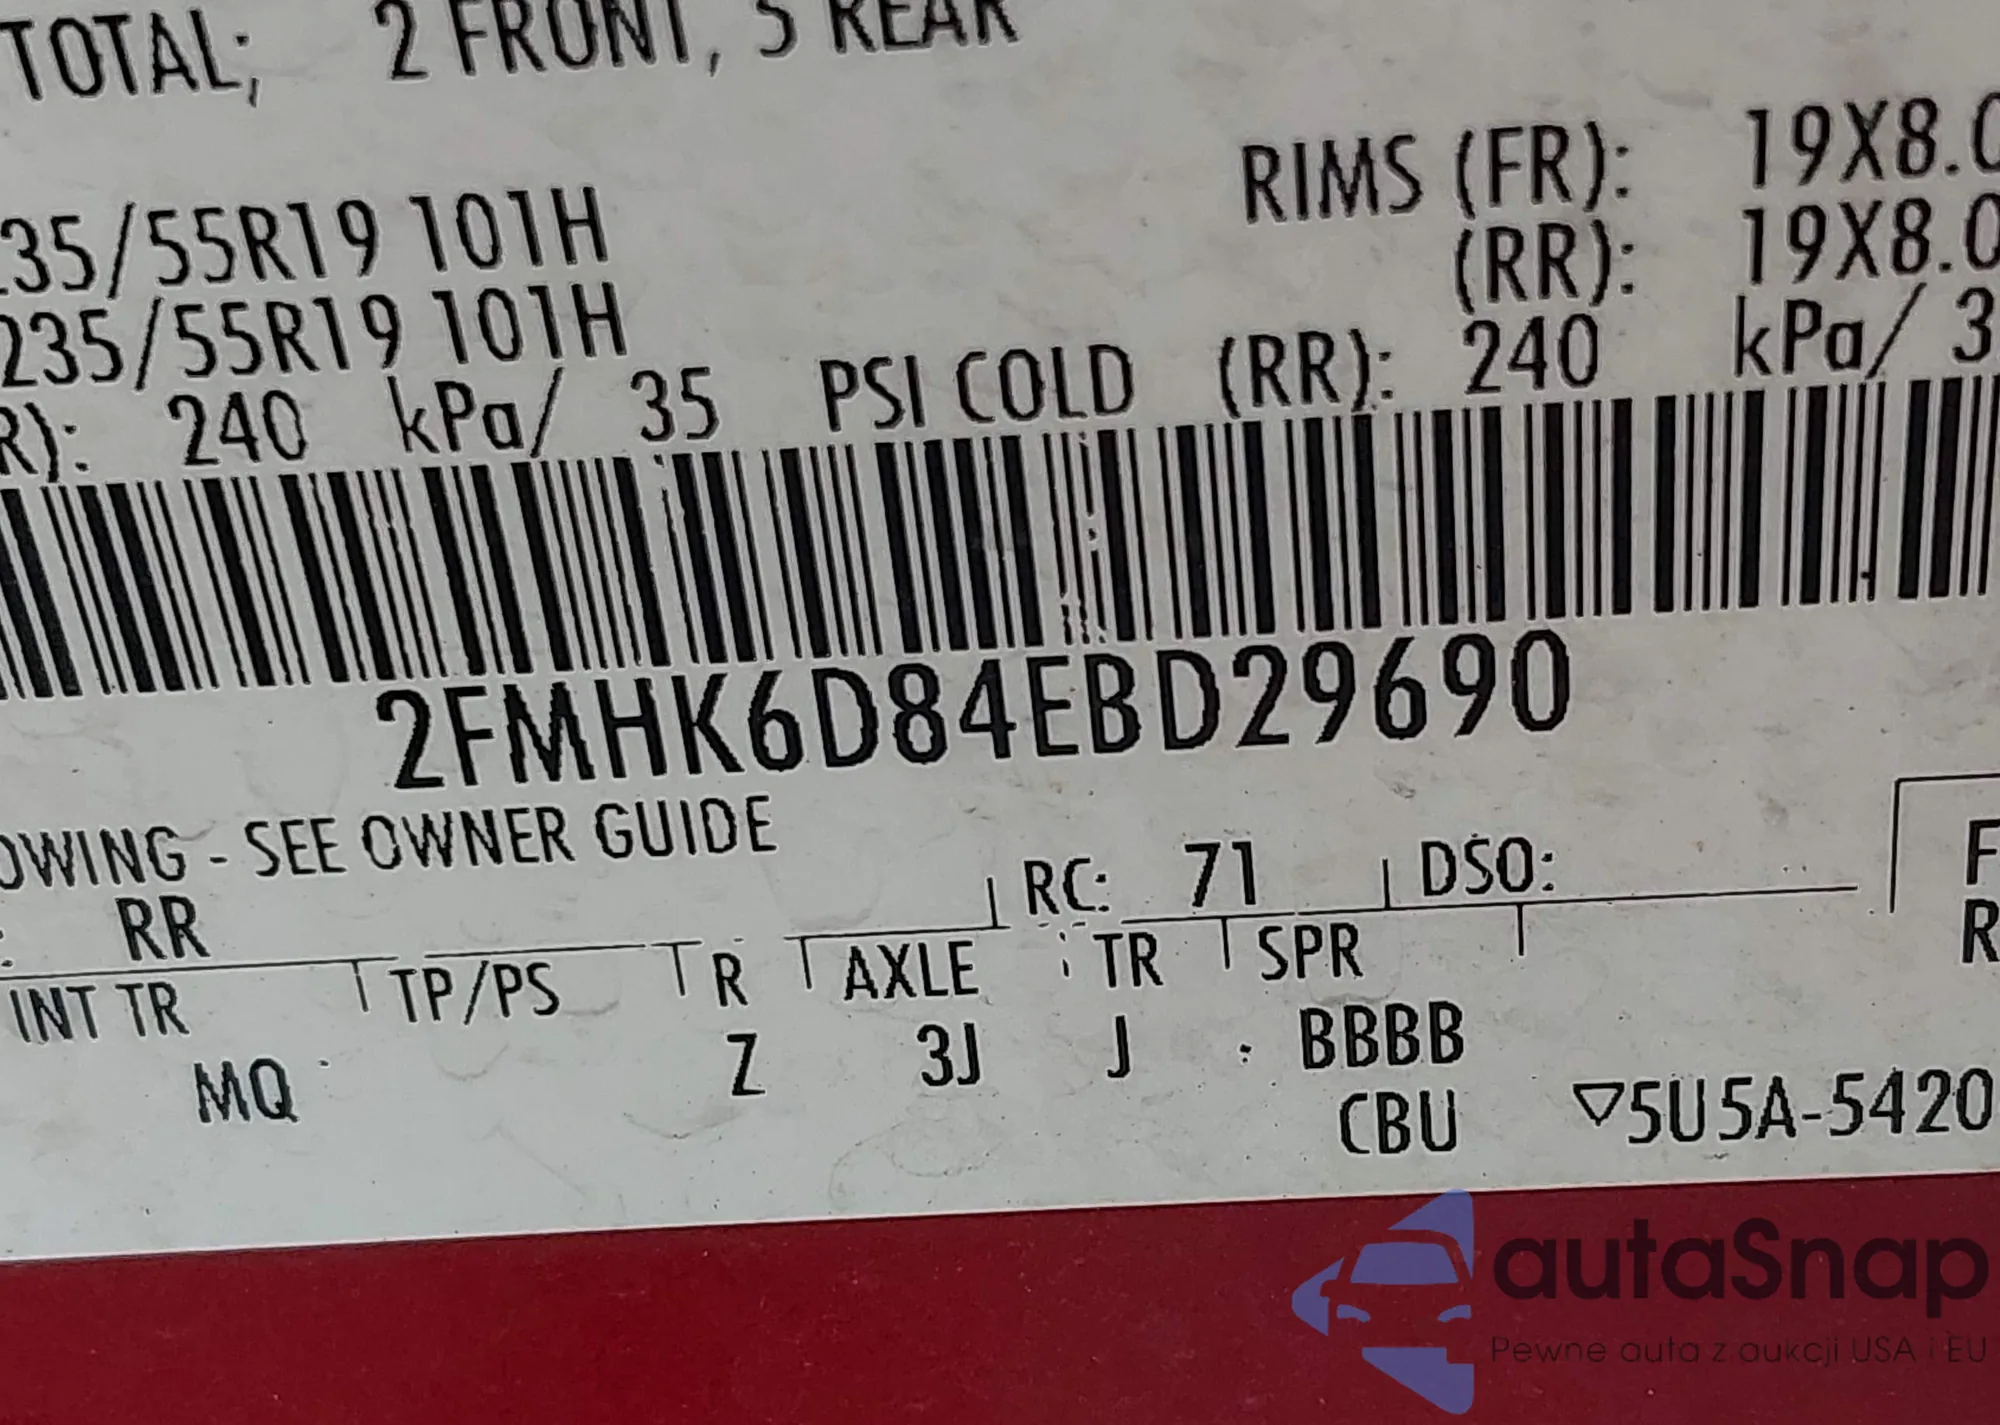 TOTAL; 2 FRONT, 5 REAR
RIMS (FR): 19X8.0
235/55R19 101H (RR): 19X8.0
235/55R19 101H
R): 240 kPa/ 35 PSI COLD (RR): 240 kPa/ 3
2FMHK6D84EBD29690
OWING - SEE OWNER GUIDE
: RR RC: 71 DSO:
INT TR TP/PS R AXLE TR SPR
MQ Z 3J J BBBB
CBU ▽5U5A-5420
F
R
autaSnap
Pewne auta z aukcji USA i EU